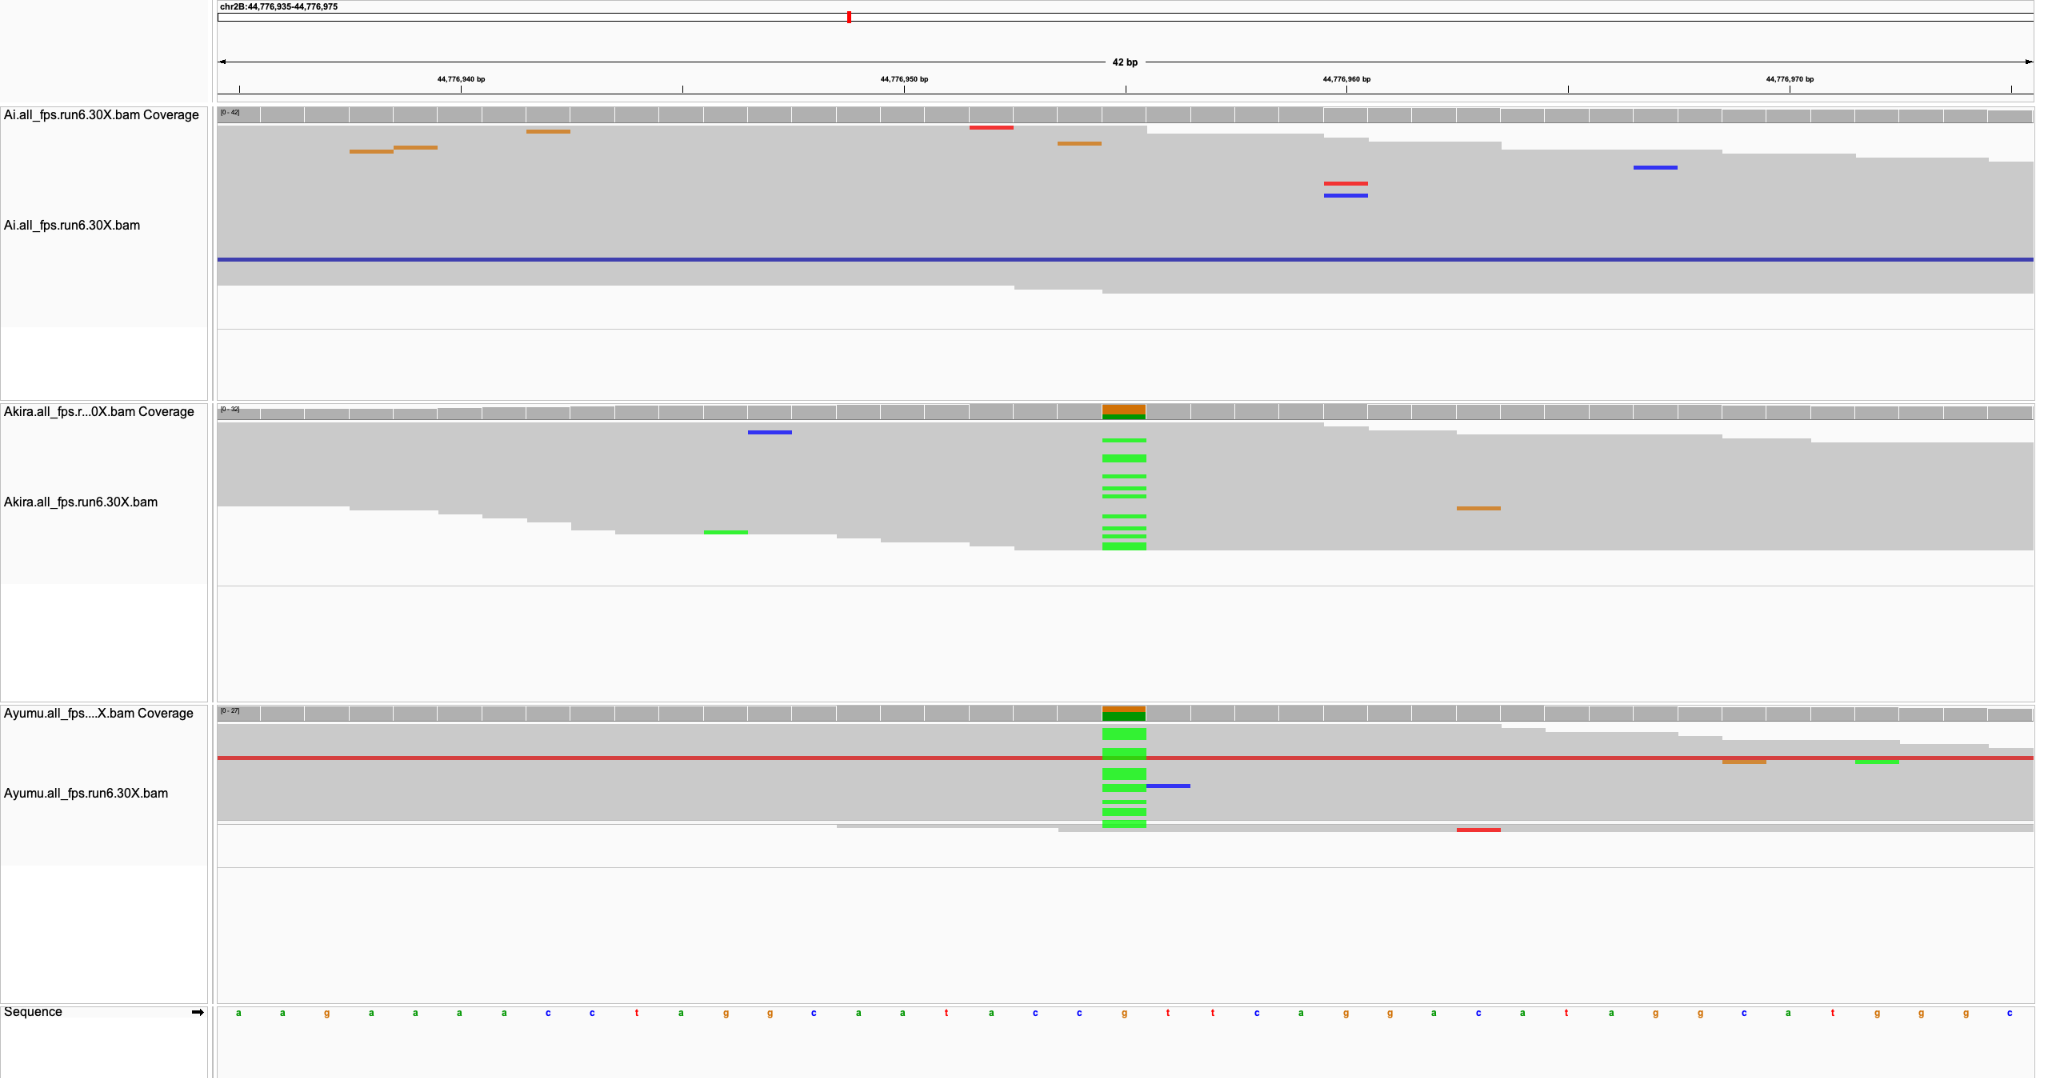 chr2B:44,776,935-44,776,975
42 bp
44,776,940 bp 44,776,950 bp 44,776,960 bp 44,776,970 bp
Ai.all_fps.run6.30X.bam Coverage
[0 - 42]
Ai.all_fps.run6.30X.bam
Akira.all_fps.r...0X.bam Coverage
[0 - 32]
Akira.all_fps.run6.30X.bam
Ayumu.all_fps....X.bam Coverage
[0 - 27]
Ayumu.all_fps.run6.30X.bam
Sequence a a g a a a a c c t a g g c a a t a c c g t t c a g g a c a t a g g c a t g g g c